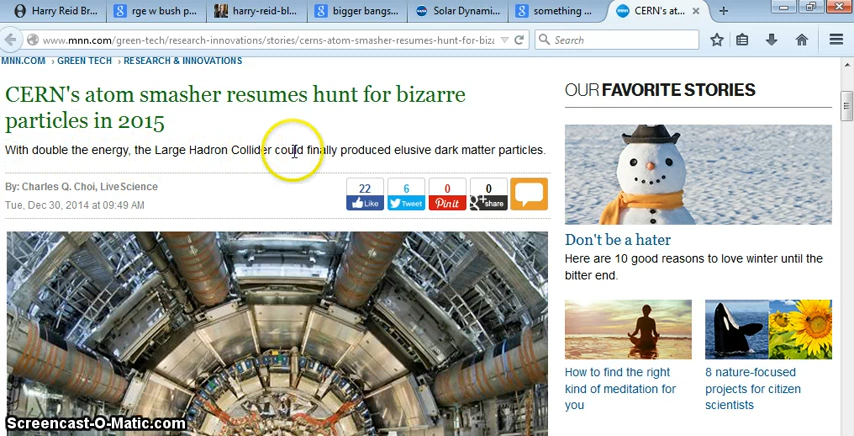 Harry Reid Br...
rge w bush p...
harry-reid-bl...
bigger bangs...
Solar Dynami...
something ...
CERN's at...
www.mnn.com/green-tech/research-innovations/stories/cerns-atom-smasher-resumes-hunt-for-biza
Search
MNN.COM › GREEN TECH › RESEARCH & INNOVATIONS
CERN's atom smasher resumes hunt for bizarre
particles in 2015
With double the energy, the Large Hadron Collider could finally produced elusive dark matter particles.
By: Charles Q. Choi, LiveScience
Tue, Dec 30, 2014 at 09:49 AM
22
Like
6
Tweet
0
Pin it
0
g+ share
OUR FAVORITE STORIES
Don't be a hater
Here are 10 good reasons to love winter until the
bitter end.
How to find the right
kind of meditation for
you
8 nature-focused
projects for citizen
scientists
Screencast-O-Matic.com